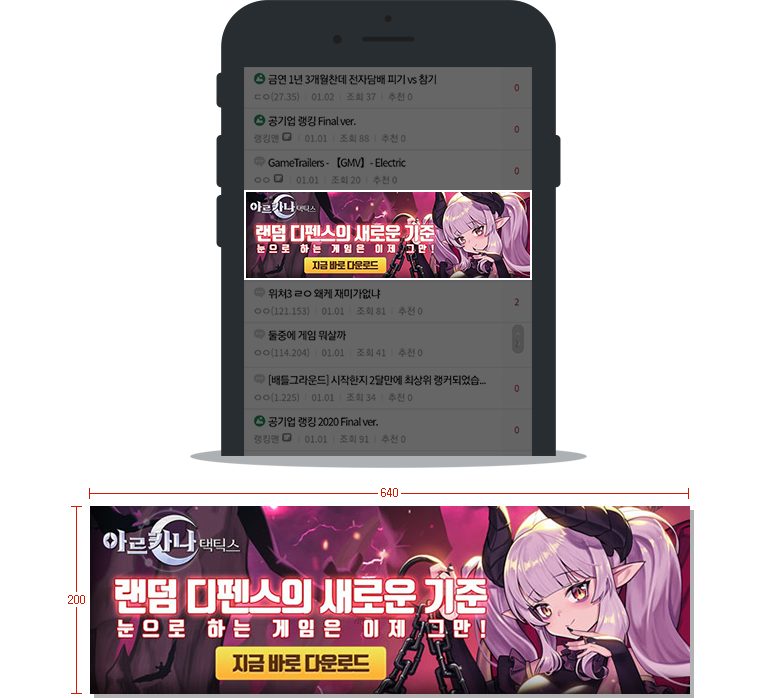 금연 1년 3개월찬데 전자담배 피기 vs 참기
ㄷㅇ(27.35) | 01.02 | 조회 37 | 추천 0
0
공기업 랭킹 Final ver.
랭킹맨 | 01.01 | 조회 88 | 추천 0
0
GameTrailers - 【GMV】- Electric
ㅇㅇ | 01.01 | 조회 20 | 추천 0
0
아르카나 택틱스
랜덤 디펜스의 새로운 기준
눈으로 하는 게임은 이제 그만!
지금 바로 다운로드
위쳐3 ㄹㅇ 왜케 재미가없냐
ㅇㅇ(121.153) | 01.01 | 조회 81 | 추천 0
2
둘중에 게임 뭐살까
ㅇㅇ(114.204) | 01.01 | 조회 41 | 추천 0
[배틀그라운드] 시작한지 2달만에 최상위 랭커되었습...
ㅇㅇ(1.225) | 01.01 | 조회 34 | 추천 0
0
공기업 랭킹 2020 Final ver.
랭킹맨 | 01.01 | 조회 91 | 추천 0
0
640
200
아르카나 택틱스
랜덤 디펜스의 새로운 기준
눈으로 하는 게임은 이제 그만!
지금 바로 다운로드